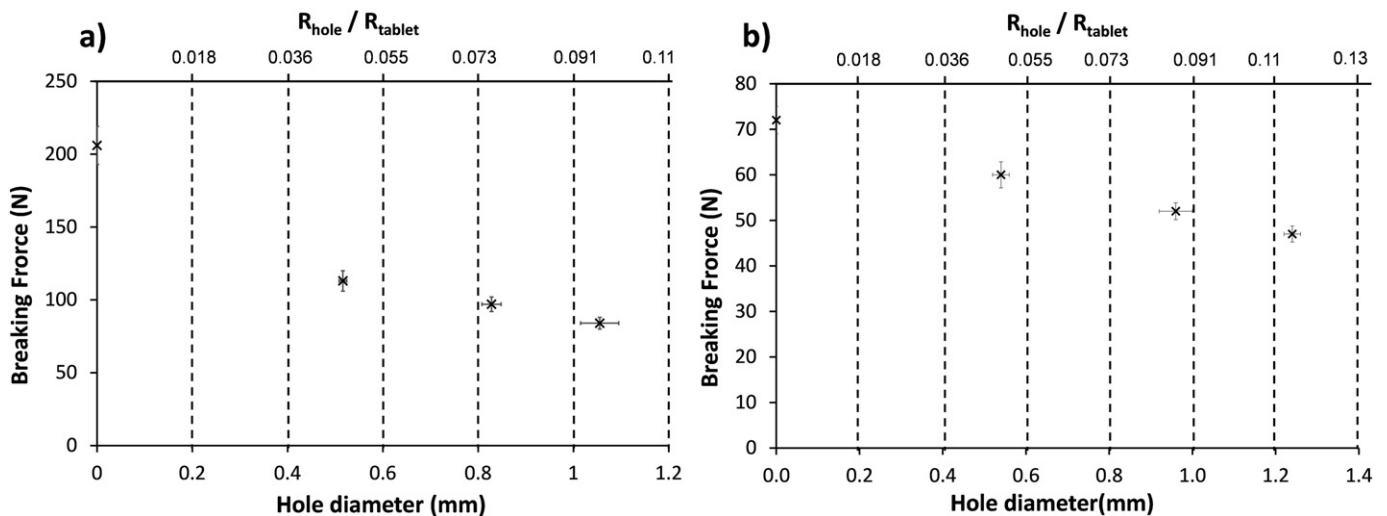 a)
R_hole / R_tablet
0.018 0.036 0.055 0.073 0.091 0.11
250
200
150
100
50
0
Breaking Frorce (N)
0 0.2 0.4 0.6 0.8 1 1.2
Hole diameter (mm)
b)
R_hole / R_tablet
0.018 0.036 0.055 0.073 0.091 0.11 0.13
80
70
60
50
40
30
20
10
0
Breaking Frorce (N)
0 0.2 0.4 0.6 0.8 1.0 1.2 1.4
Hole diameter(mm)